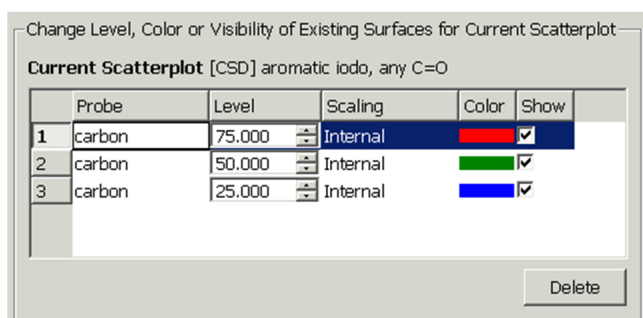 Change Level, Color or Visibility of Existing Surfaces for Current Scatterplot
Current Scatterplot [CSD] aromatic iodo, any C=O
Probe Level Scaling Color Show
1 carbon 75.000 Internal
2 carbon 50.000 Internal
3 carbon 25.000 Internal
Delete